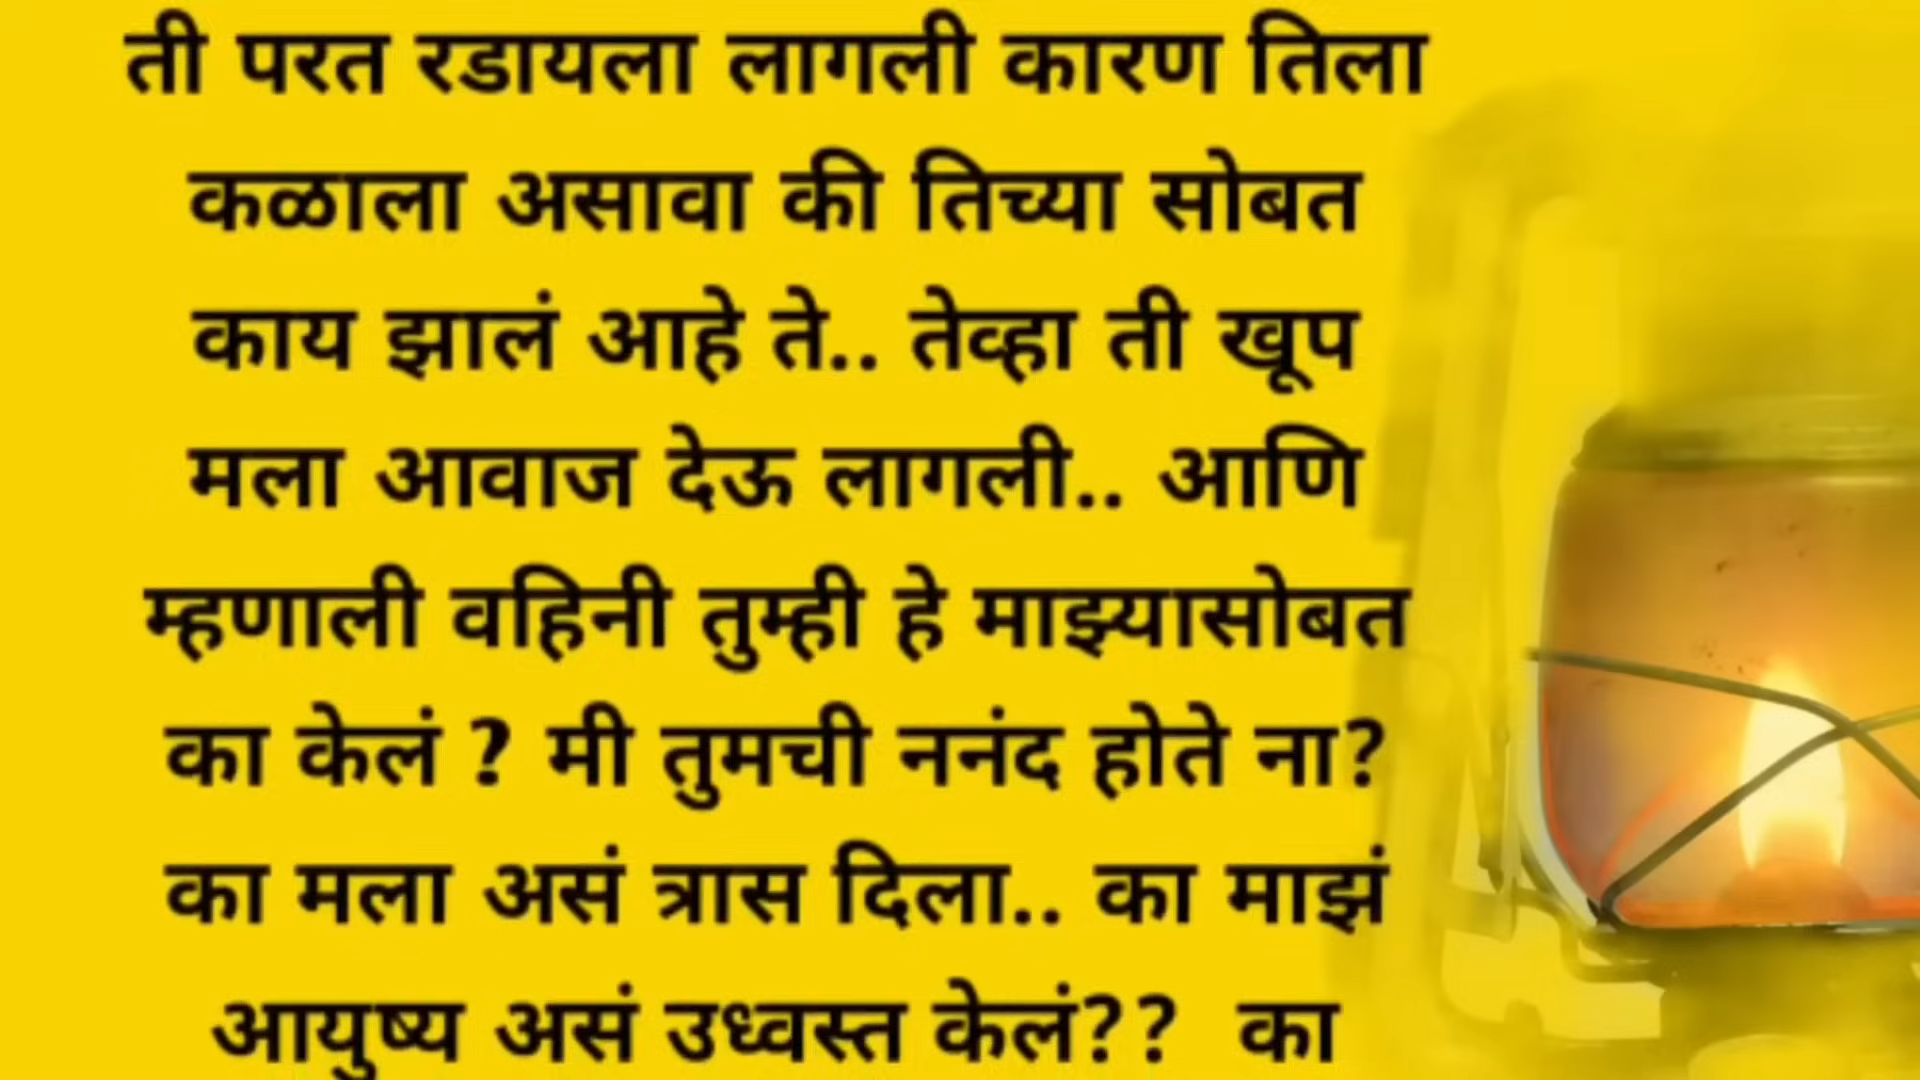 ती परत रडायला लागली कारण तिला
कळाला असावा की तिच्या सोबत
काय झालं आहे ते.. तेव्हा ती खूप
मला आवाज देऊ लागली.. आणि
म्हणाली वहिनी तुम्ही हे माझ्यासोबत
का केलं ? मी तुमची ननंद होते ना?
का मला असं त्रास दिला.. का माझं
आयुष्य असं उध्वस्त केलं?? का